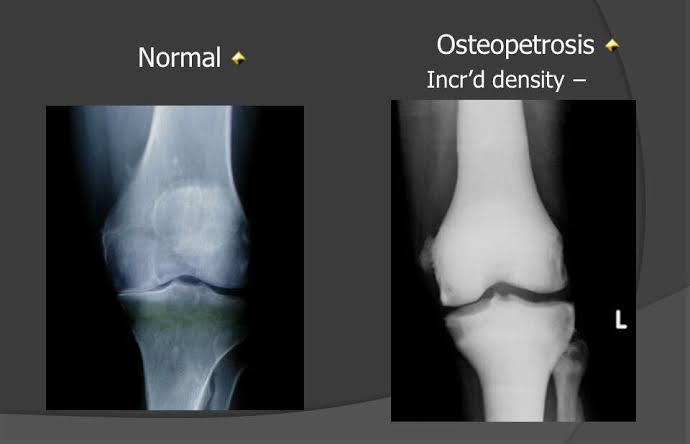 Normal
Osteopetrosis
Incr’d density –
L